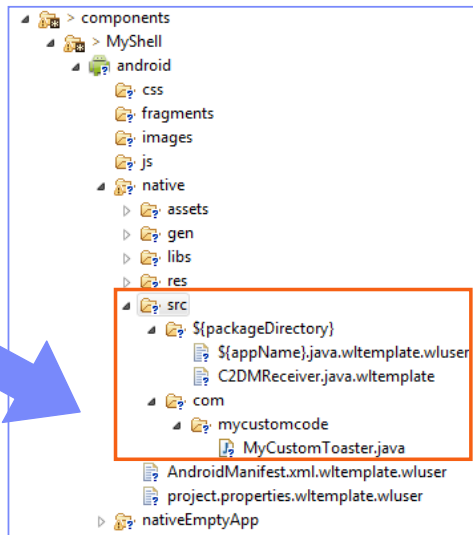 > components
> MyShell
android
css
fragments
images
js
native
assets
gen
libs
res
src
${packageDirectory}
${appName}.java.wltemplate.wluser
C2DMReceiver.java.wltemplate
com
mycustomcode
MyCustomToaster.java
AndroidManifest.xml.wltemplate.wluser
project.properties.wltemplate.wluser
nativeEmptyApp